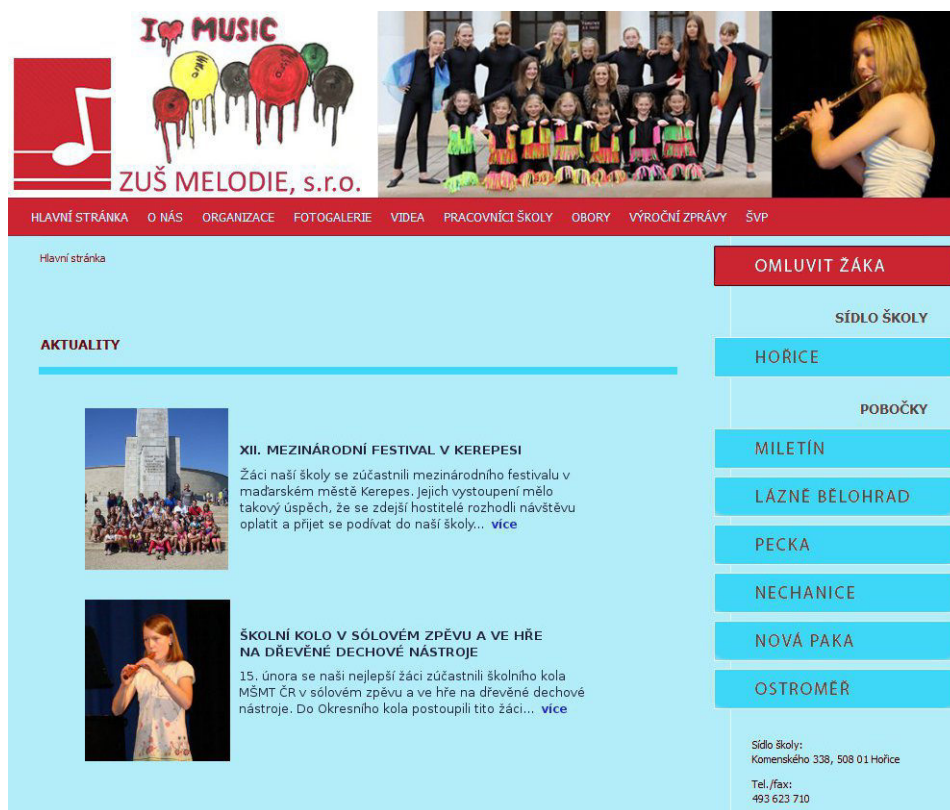 I ♥ MUSIC
ZUŠ MELODIE, s.r.o.
HLAVNÍ STRÁNKA O NÁS ORGANIZACE FOTOGALERIE VIDEA PRACOVNÍCI ŠKOLY OBORY VÝROČNÍ ZPRÁVY ŠVP
Hlavní stránka
AKTUALITY
XII. MEZINÁRODNÍ FESTIVAL V KEREPESI
Žáci naší školy se zúčastnili mezinárodního festivalu v
maďarském městě Kerepes. Jejich vystoupení mělo
takový úspěch, že se zdejší hostitelé rozhodli návštěvu
oplatit a přijet se podívat do naší školy... více
ŠKOLNÍ KOLO V SÓLOVÉM ZPĚVU A VE HŘE
NA DŘEVĚNÉ DECHOVÉ NÁSTROJE
15. února se naši nejlepší žáci zúčastnili školního kola
MŠMT ČR v sólovém zpěvu a ve hře na dřevěné dechové
nástroje. Do Okresního kola postoupili tito žáci... více
OMLUVIT ŽÁKA
SÍDLO ŠKOLY
HOŘICE
POBOČKY
MILETÍN
LÁZNĚ BĚLOHRAD
PECKA
NECHANICE
NOVÁ PAKA
OSTROMĚŘ
Sídlo školy:
Komenského 338, 508 01 Hořice
Tel./fax:
493 623 710